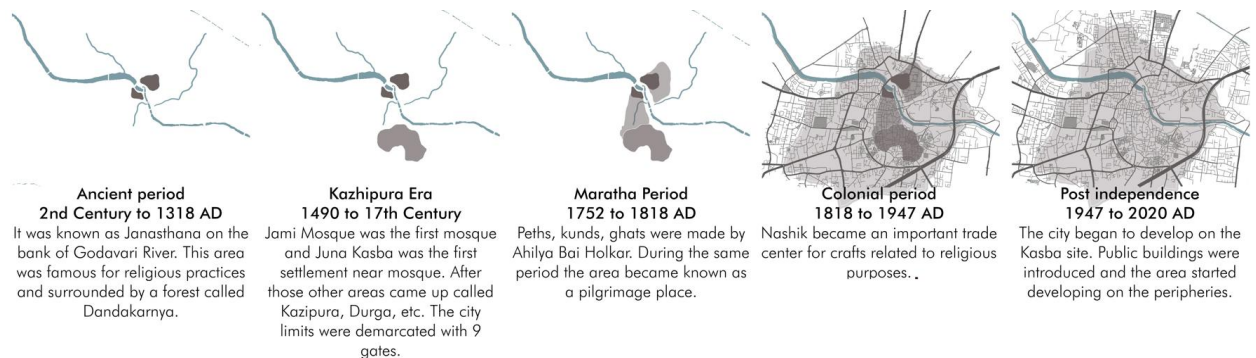 Ancient period
2nd Century to 1318 AD
It was known as Janasthana on the
bank of Godavari River. This area
was famous for religious practices
and surrounded by a forest called
Dandakarnya.
Kazhipura Era
1490 to 17th Century
Jami Mosque was the first mosque
and Juna Kasba was the first
settlement near mosque. After
those other areas came up called
Kazipura, Durga, etc. The city
limits were demarcated with 9
gates.
Maratha Period
1752 to 1818 AD
Peths, kunds, ghats were made by
Ahilya Bai Holkar. During the same
period the area became known as
a pilgrimage place.
Colonial period
1818 to 1947 AD
Nashik became an important trade
center for crafts related to religious
purposes. .
Post independence
1947 to 2020 AD
The city began to develop on the
Kasba site. Public buildings were
introduced and the area started
developing on the peripheries.